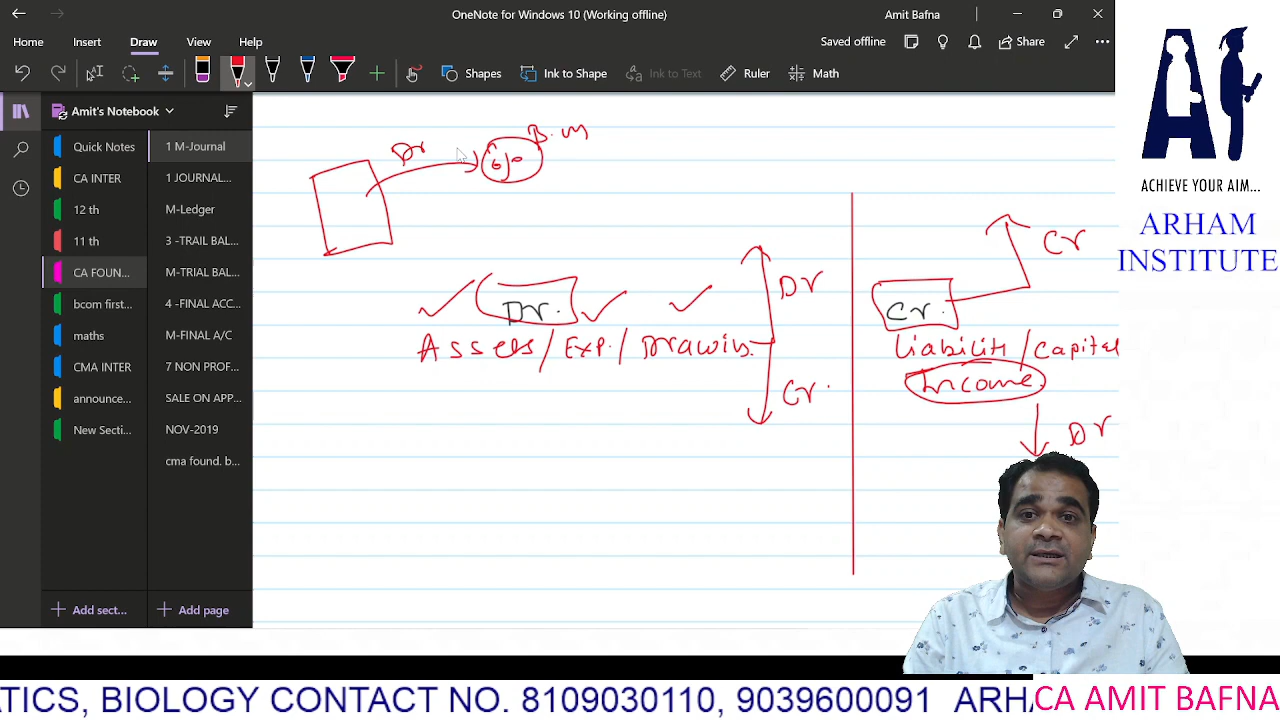 OneNote for Windows 10 (Working offline)
Amit Bafna
Home Insert Draw View Help
Saved offline
Share
Shapes
Ink to Shape
Ink to Text
Ruler
Math
Amit's Notebook
Quick Notes
CA INTER
12 th
11 th
CA FOUN...
bcom first...
maths
CMA INTER
announce...
New Secti...
Add sect...
1 M-Journal
1 JOURNAL...
M-Ledger
3 -TRAIL BAL...
M-TRIAL BAL...
4 -FINAL ACC...
M-FINAL A/C
7 NON PROF...
SALE ON APP...
NOV-2019
cma found. b...
Add page
Dr
Dr.
Assets/Exp./
Dr
Cr.
Cr.
Cr
Liability/Capital
Income
Dr
AI
ACHIEVE YOUR AIM...
ARHAM
INSTITUTE
ATICS, BIOLOGY CONTACT NO. 8109030110, 9039600091 ARHA
CA AMIT BAFNA